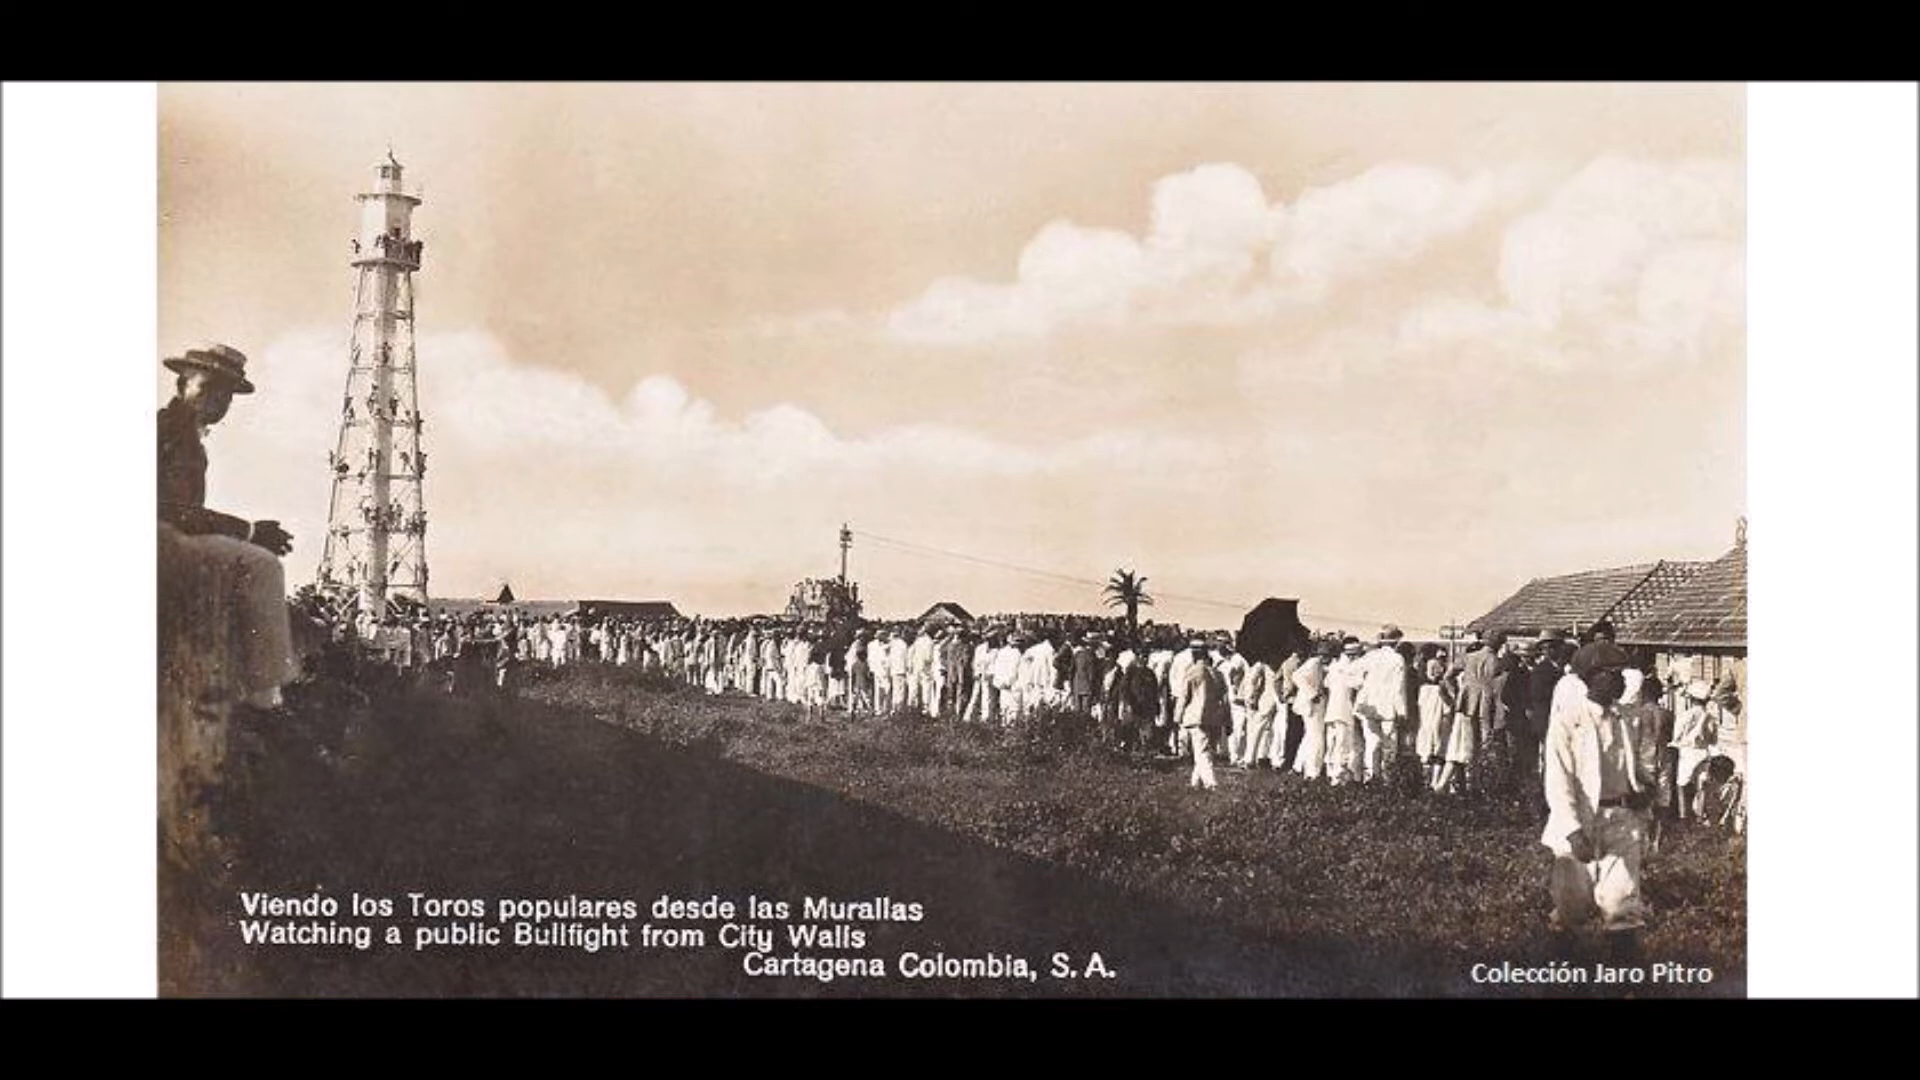 Viendo los Toros populares desde las Murallas
Watching a public Bullfight from City Walls
Cartagena Colombia, S. A.
Colección Jaro Pitro